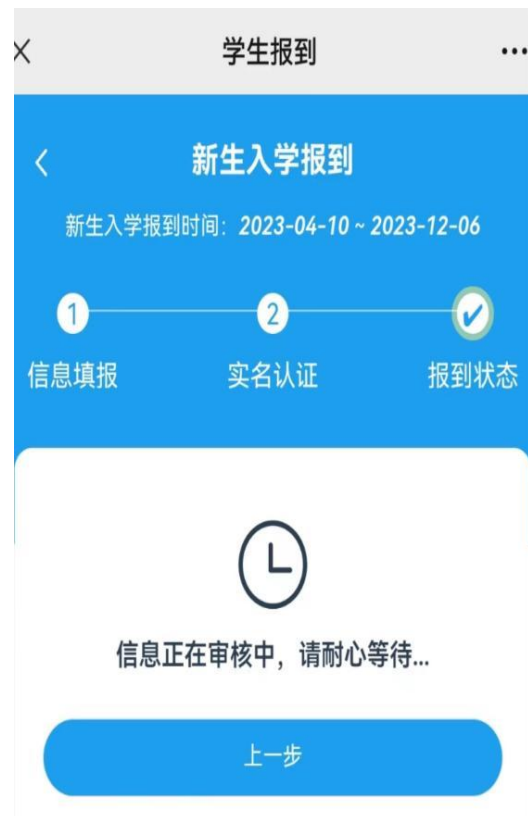 学生报到
新生入学报到
新生入学报到时间：2023-04-10 ~ 2023-12-06
1
2
信息填报
实名认证
报到状态
信息正在审核中，请耐心等待...
上一步